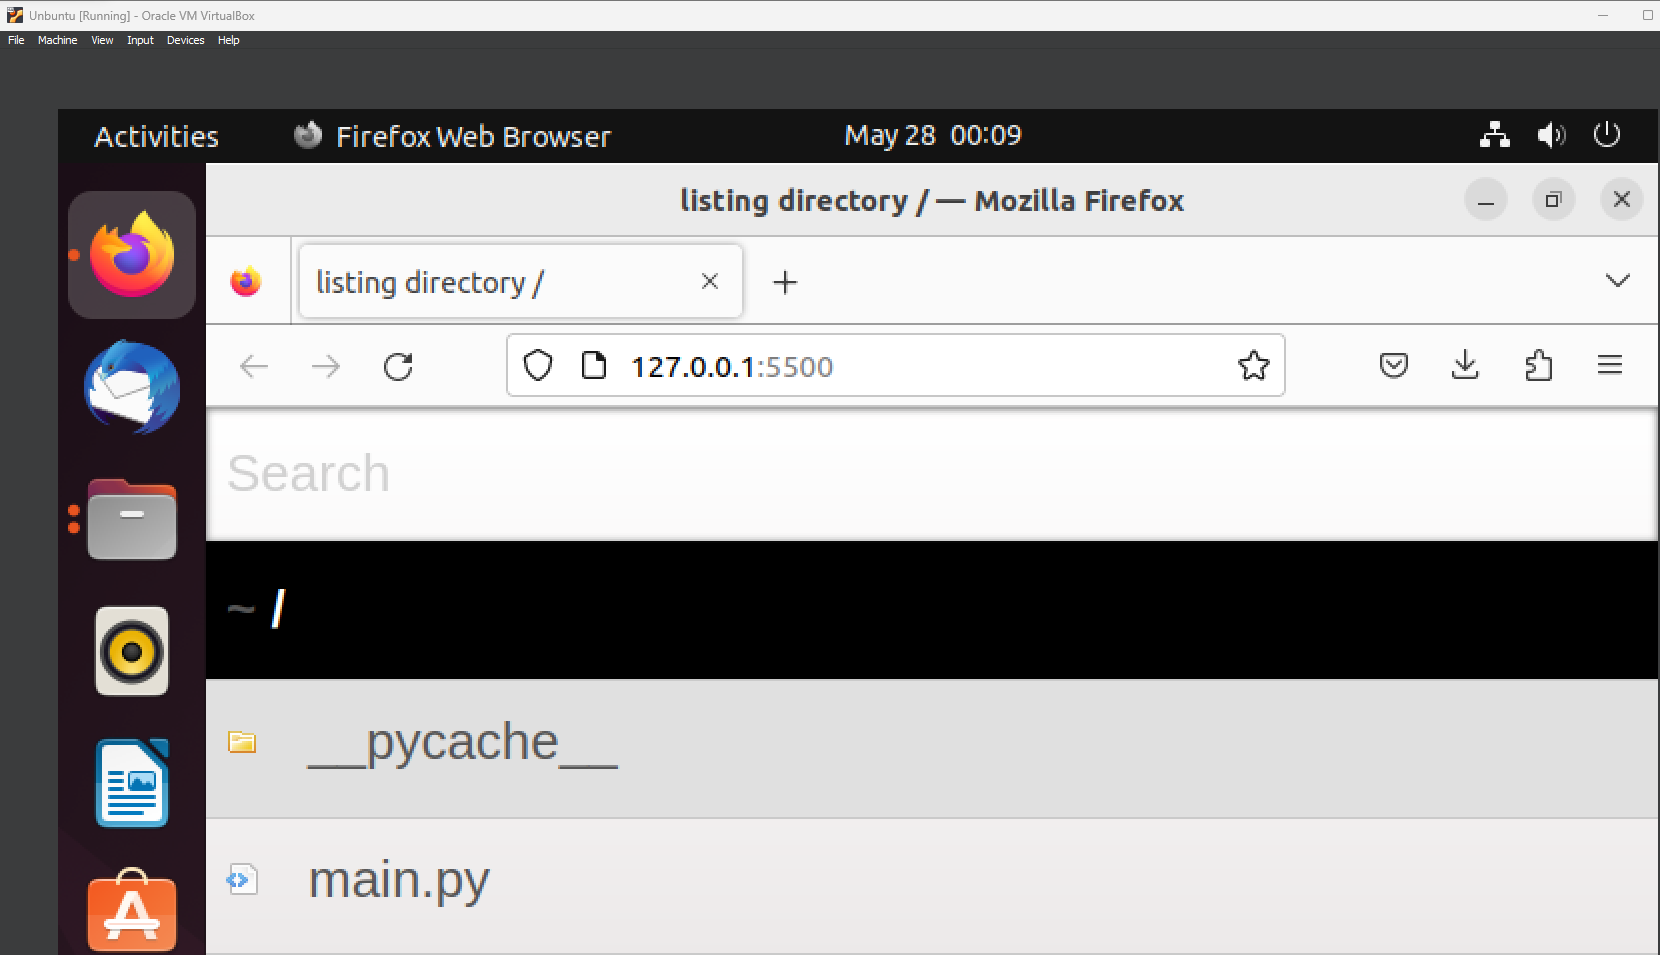 Unbuntu [Running] - Oracle VM VirtualBox
File Machine View Input Devices Help
Activities Firefox Web Browser May 28 00:09
listing directory / — Mozilla Firefox
listing directory /
127.0.0.1:5500
Search
~ /
__pycache__
main.py